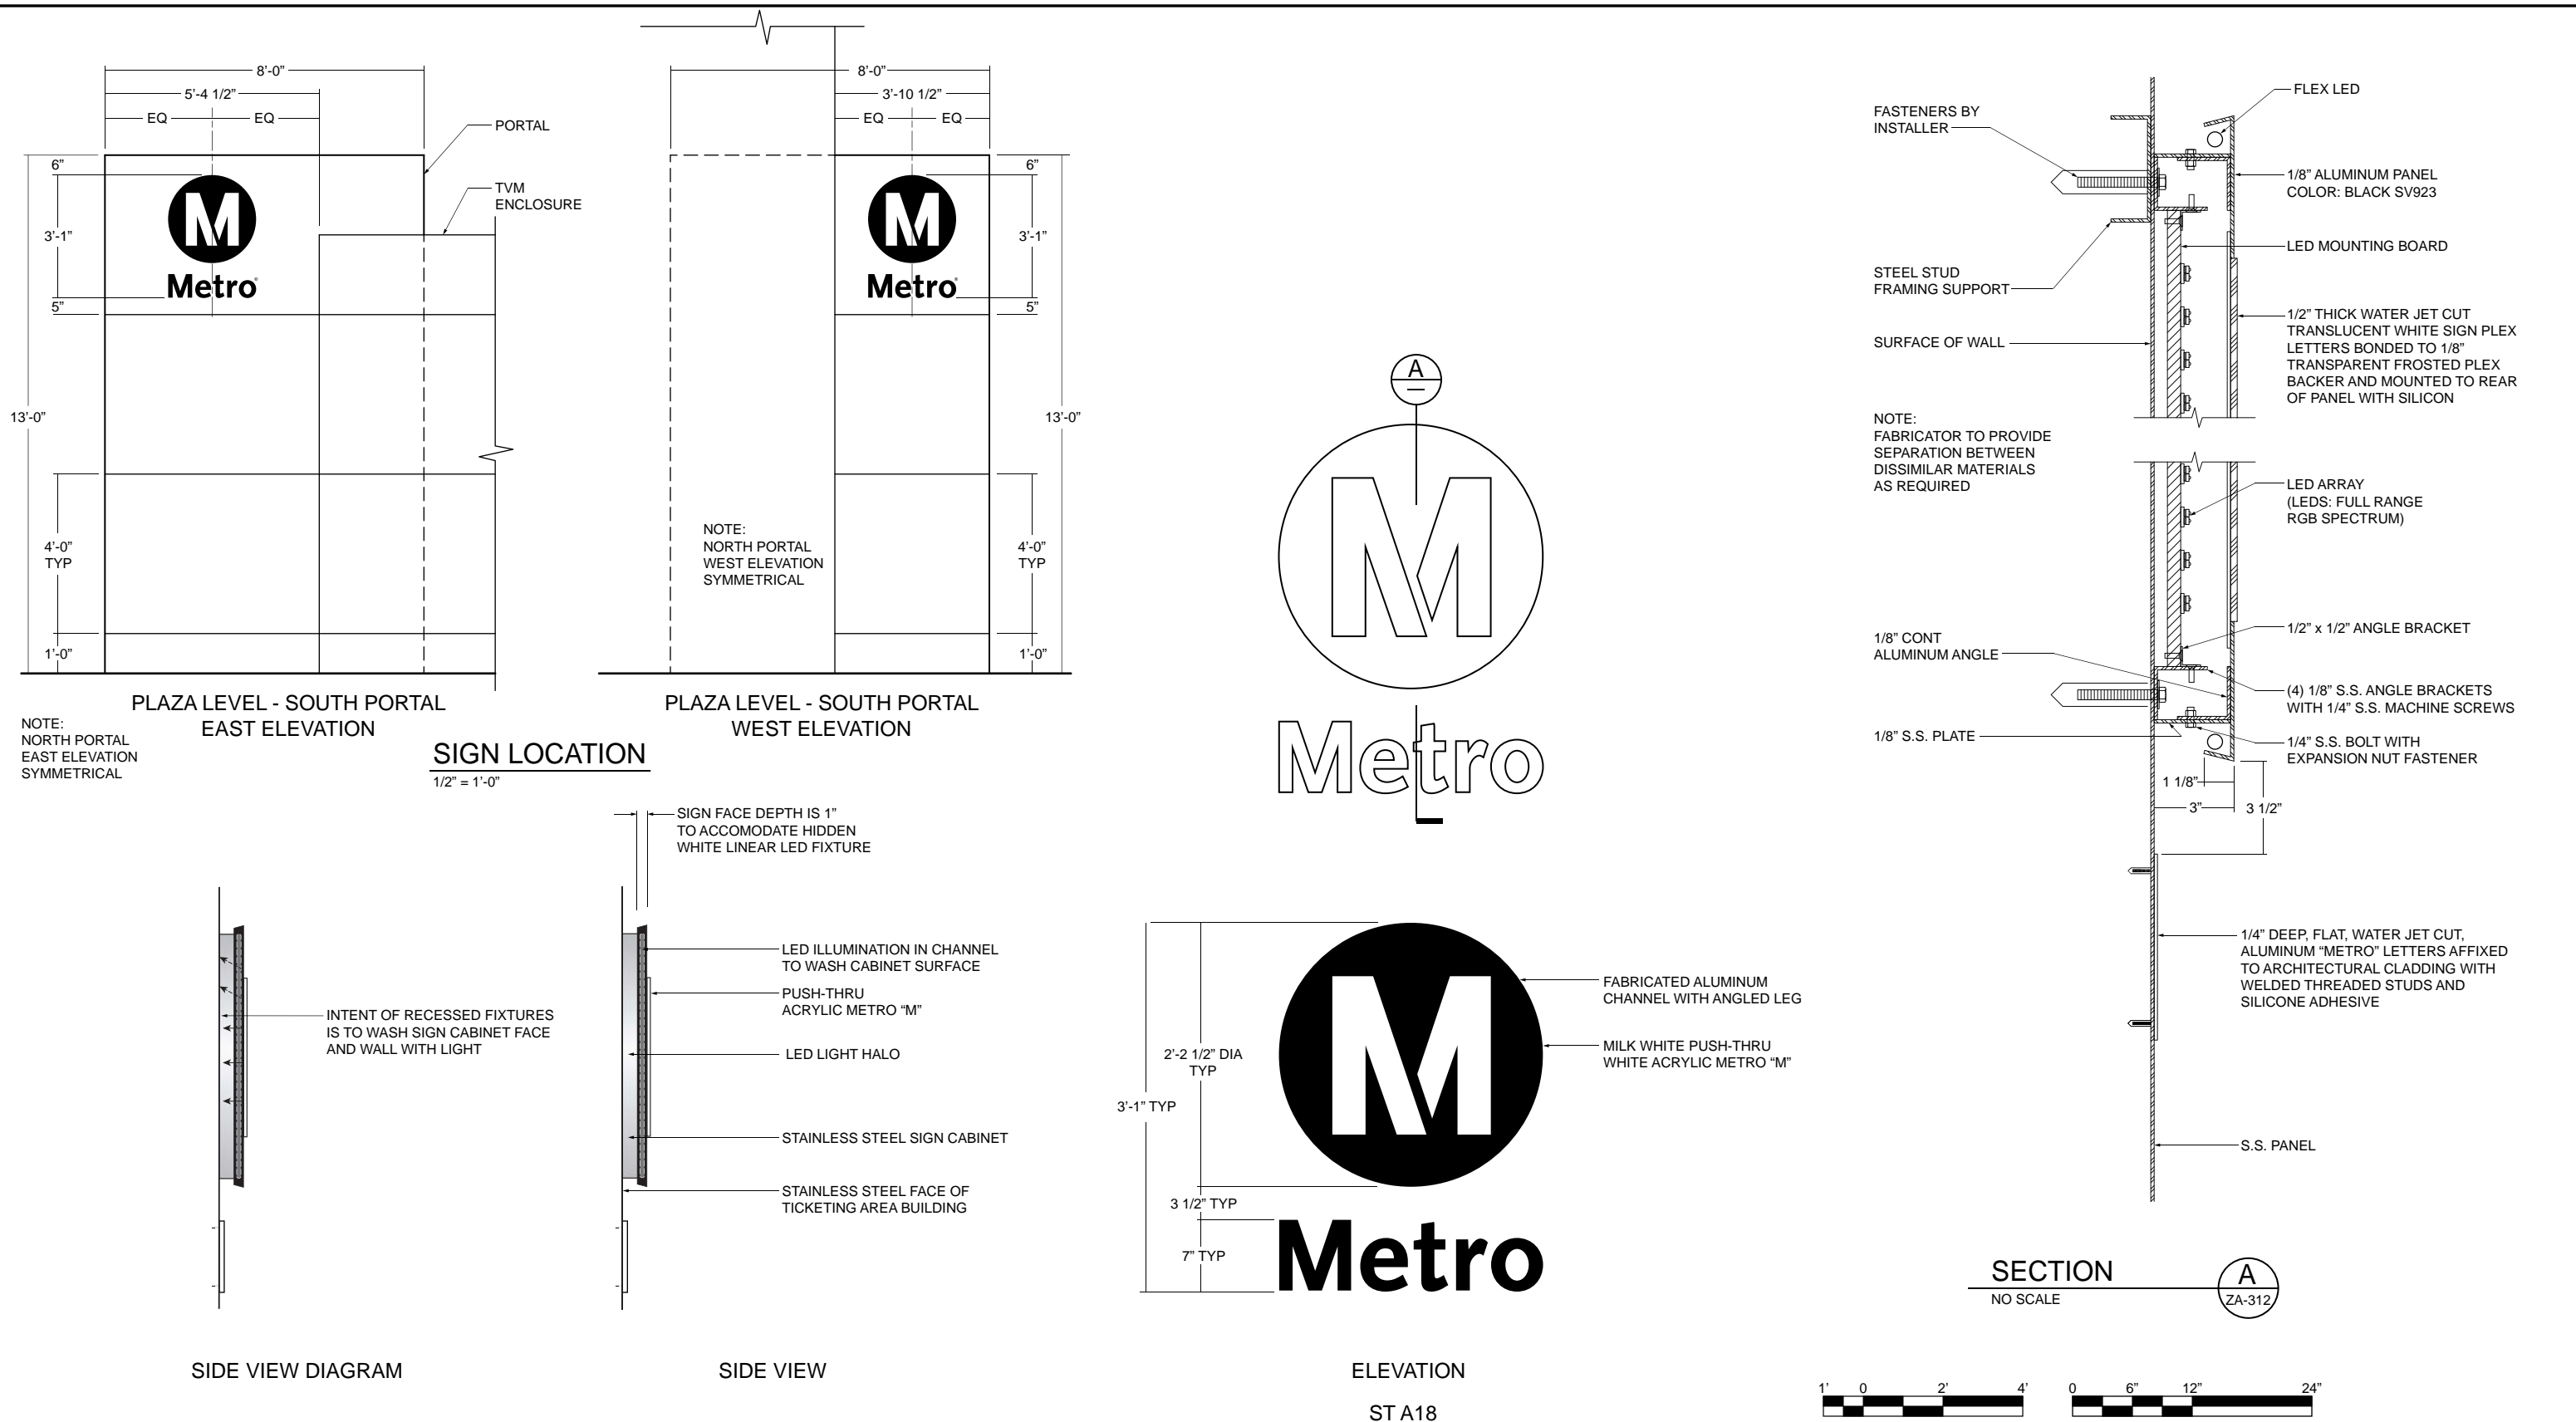 8'-0”
5'-4 1/2”
EQ
EQ
PORTAL
TVM
ENCLOSURE
6”
3'-1”
5”
13'-0”
4'-0”
TYP
1'-0”
M
Metro
PLAZA LEVEL - SOUTH PORTAL
EAST ELEVATION
NOTE:
NORTH PORTAL
EAST ELEVATION
SYMMETRICAL
8'-0”
3'-10 1/2”
EQ
EQ
6”
3'-1”
5”
13'-0”
4'-0”
TYP
1'-0”
M
Metro
NOTE:
NORTH PORTAL
WEST ELEVATION
SYMMETRICAL
PLAZA LEVEL - SOUTH PORTAL
WEST ELEVATION
SIGN LOCATION
1/2” = 1'-0”
A
M
Metro
FASTENERS BY
INSTALLER
STEEL STUD
FRAMING SUPPORT
SURFACE OF WALL
NOTE:
FABRICATOR TO PROVIDE
SEPARATION BETWEEN
DISSIMILAR MATERIALS
AS REQUIRED
1/8” CONT
ALUMINUM ANGLE
1/8” S.S. PLATE
FLEX LED
1/8” ALUMINUM PANEL
COLOR: BLACK SV923
LED MOUNTING BOARD
1/2” THICK WATER JET CUT
TRANSLUCENT WHITE SIGN PLEX
LETTERS BONDED TO 1/8”
TRANSPARENT FROSTED PLEX
BACKER AND MOUNTED TO REAR
OF PANEL WITH SILICON
LED ARRAY
(LEDS: FULL RANGE
RGB SPECTRUM)
1/2” x 1/2” ANGLE BRACKET
(4) 1/8” S.S. ANGLE BRACKETS
WITH 1/4” S.S. MACHINE SCREWS
1/4” S.S. BOLT WITH
EXPANSION NUT FASTENER
1 1/8”
3”
3 1/2”
1/4” DEEP, FLAT, WATER JET CUT,
ALUMINUM “METRO” LETTERS AFFIXED
TO ARCHITECTURAL CLADDING WITH
WELDED THREADED STUDS AND
SILICONE ADHESIVE
S.S. PANEL
SECTION
NO SCALE
A
ZA-312
INTENT OF RECESSED FIXTURES
IS TO WASH SIGN CABINET FACE
AND WALL WITH LIGHT
SIDE VIEW DIAGRAM
SIGN FACE DEPTH IS 1”
TO ACCOMODATE HIDDEN
WHITE LINEAR LED FIXTURE
LED ILLUMINATION IN CHANNEL
TO WASH CABINET SURFACE
PUSH-THRU
ACRYLIC METRO “M”
LED LIGHT HALO
STAINLESS STEEL SIGN CABINET
STAINLESS STEEL FACE OF
TICKETING AREA BUILDING
SIDE VIEW
2'-2 1/2” DIA
TYP
3'-1” TYP
3 1/2” TYP
7” TYP
M
Metro
FABRICATED ALUMINUM
CHANNEL WITH ANGLED LEG
MILK WHITE PUSH-THRU
WHITE ACRYLIC METRO “M”
ELEVATION
ST A18
1' 0 2' 4'
0 6” 12” 24”